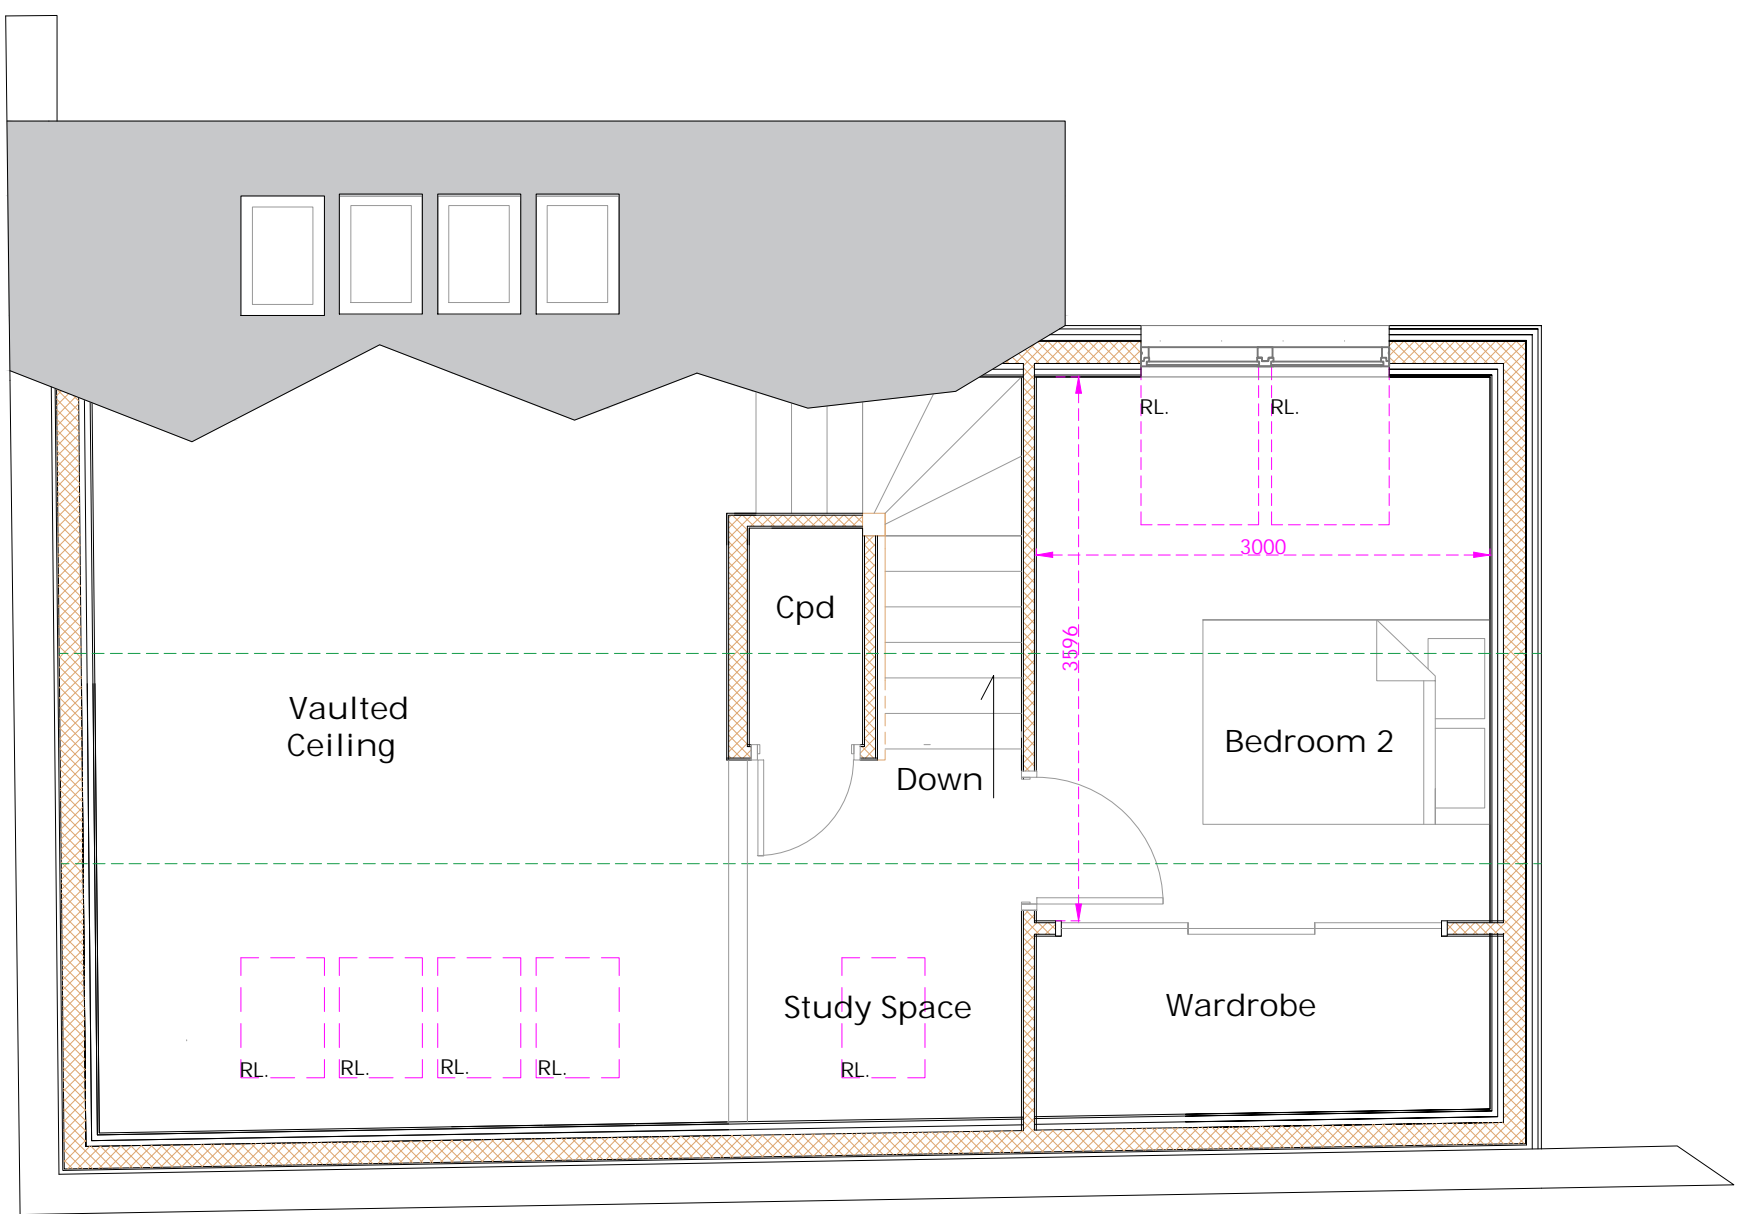 RL.
RL.
3000
Cpd
3596
Vaulted
Ceiling
Bedroom 2
Down
Study Space
Wardrobe
RL.
RL.
RL.
RL.
RL.